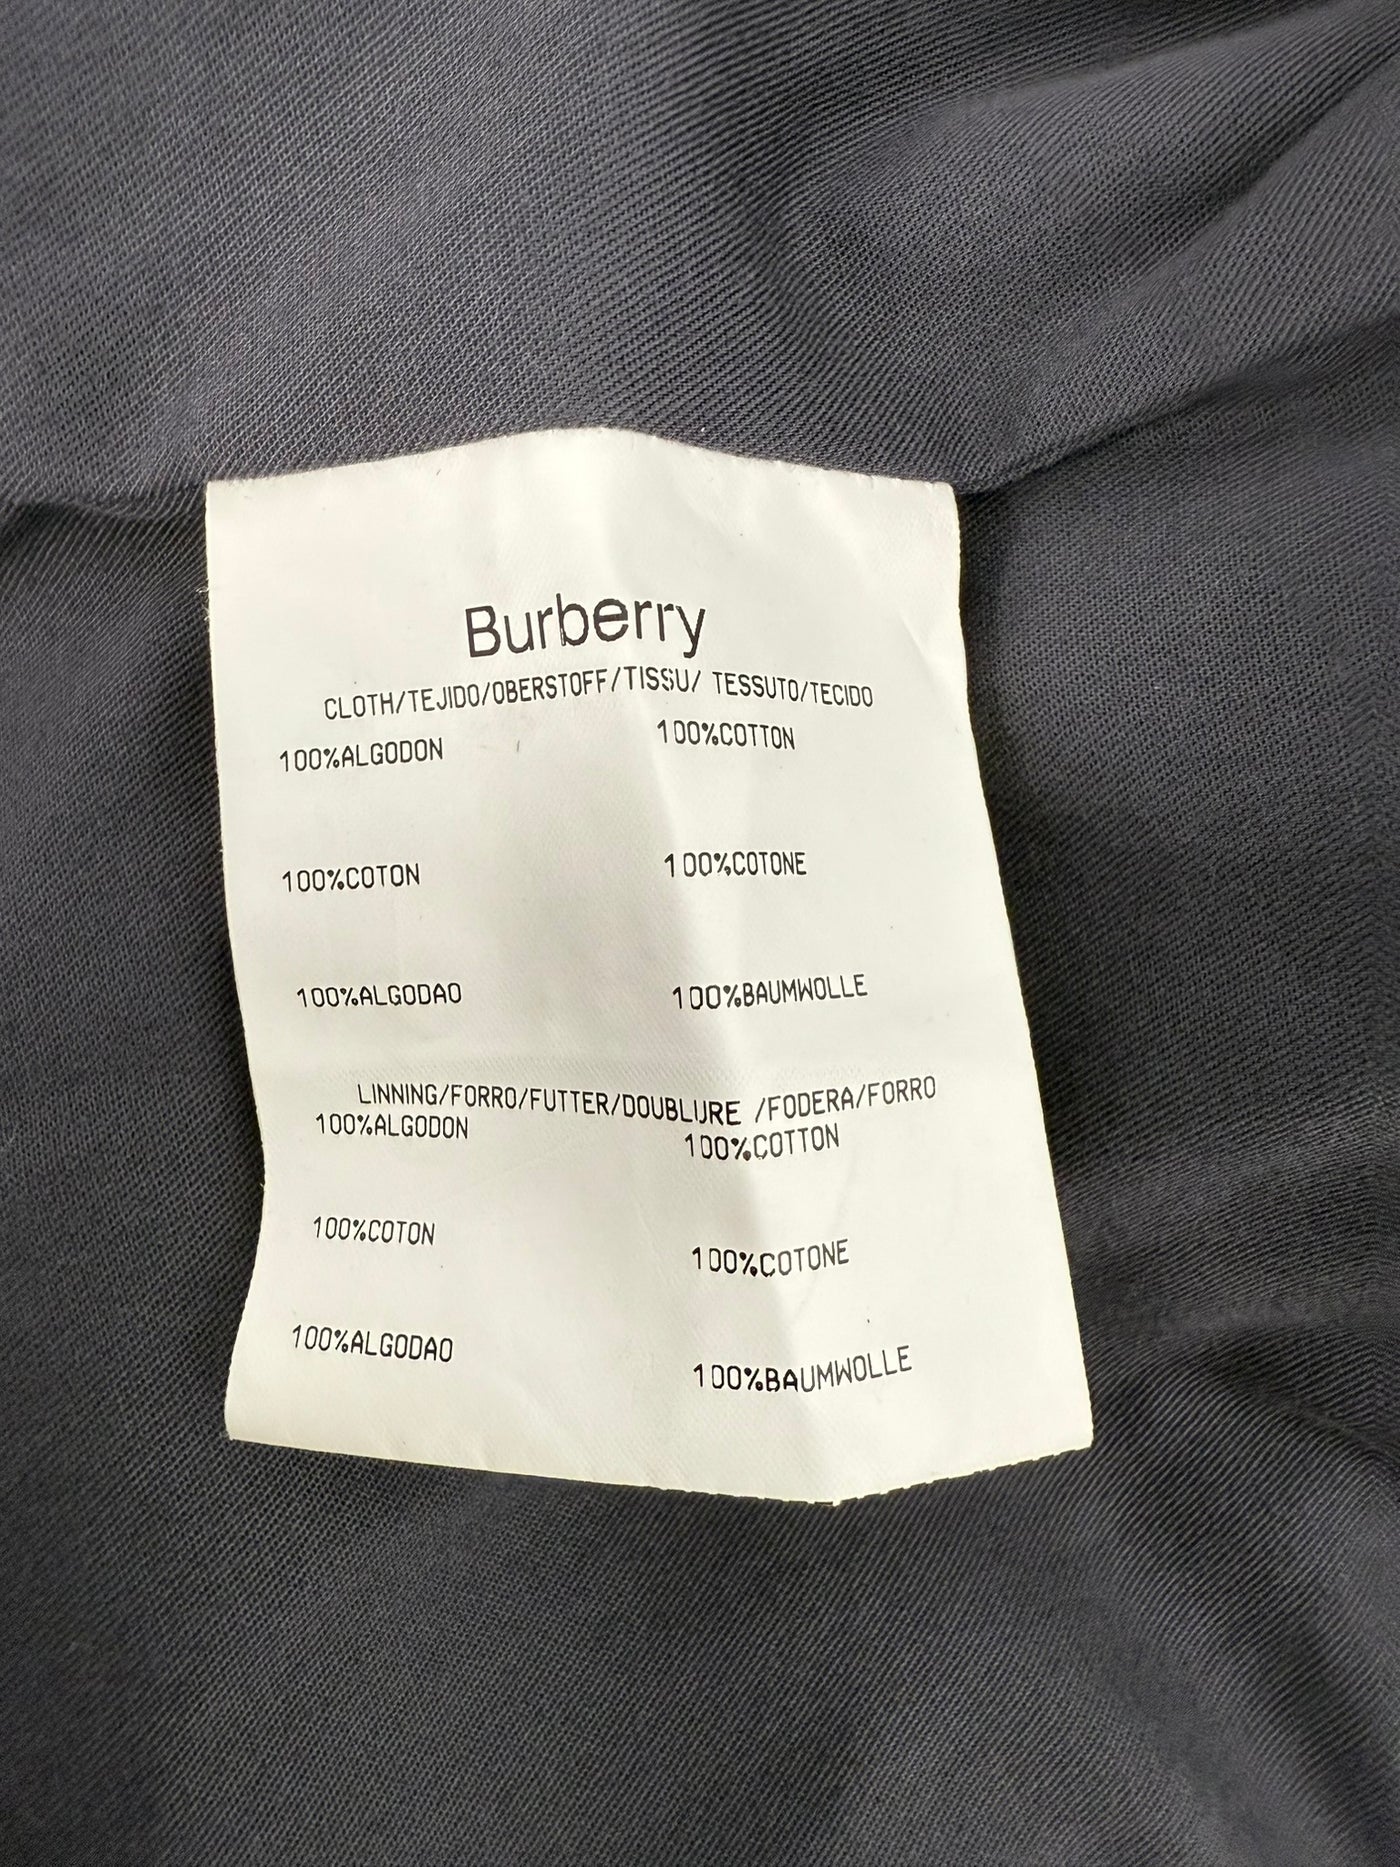 Burberry
CLOTH/TEJIDO/OBERSTOFF/TISSU/ TESSUTO/TECIDO
100%ALGODON 100%COTTON
100%COTON 100%COTONE
100%ALGODAO 100%BAUMWOLLE
LINNING/FORRO/FUTTER/DOUBLURE /FODERA/FORRO
100%ALGODON 100%COTTON
100%COTON 100%COTONE
100%ALGODAO 100%BAUMWOLLE